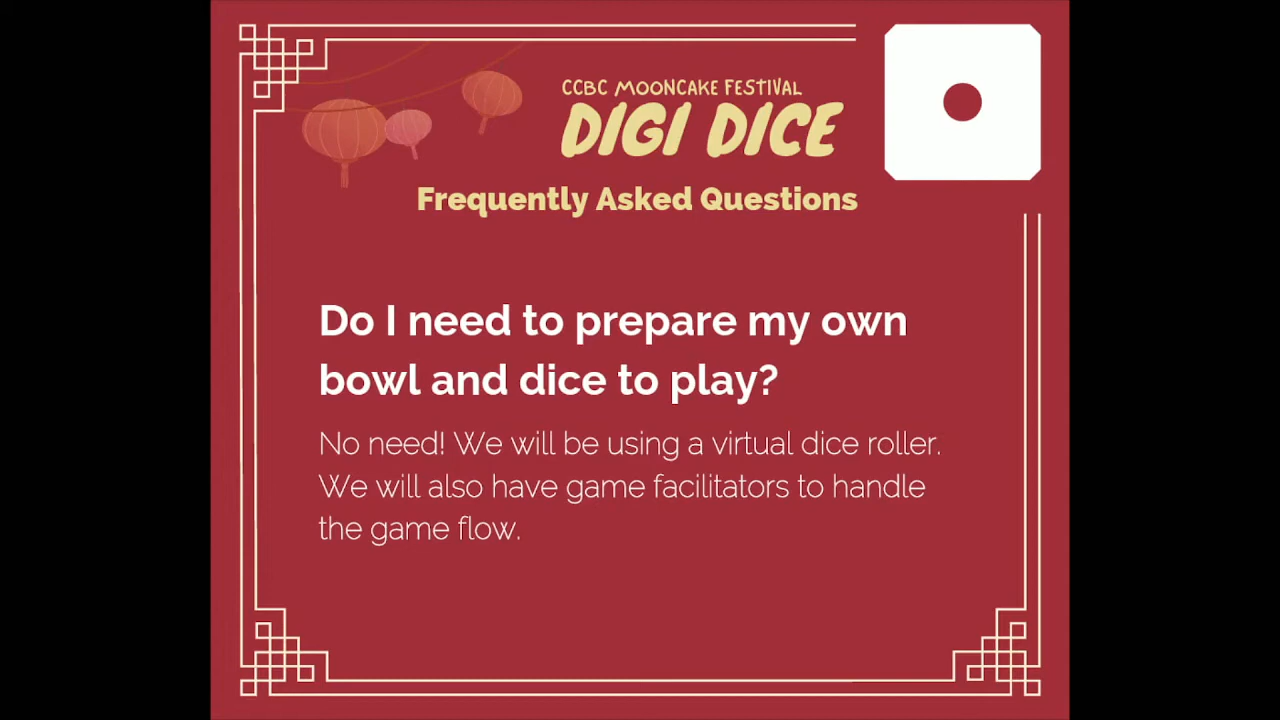 CCBC MOONCAKE FESTIVAL
DIGI DICE
Frequently Asked Questions
Do I need to prepare my own
bowl and dice to play?
No need! We will be using a virtual dice roller.
We will also have game facilitators to handle
the game flow.